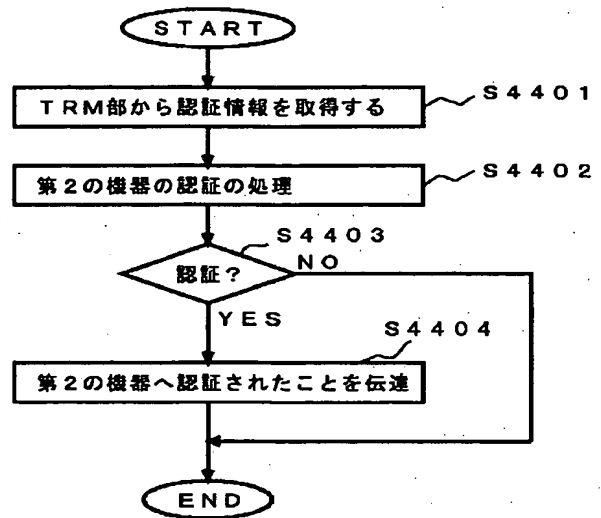 START
TRM部から認証情報を取得する
S4401
第2の機器の認証の処理
S4402
S4403
認証?
NO
YES
S4404
第2の機器へ認証されたことを伝達
END